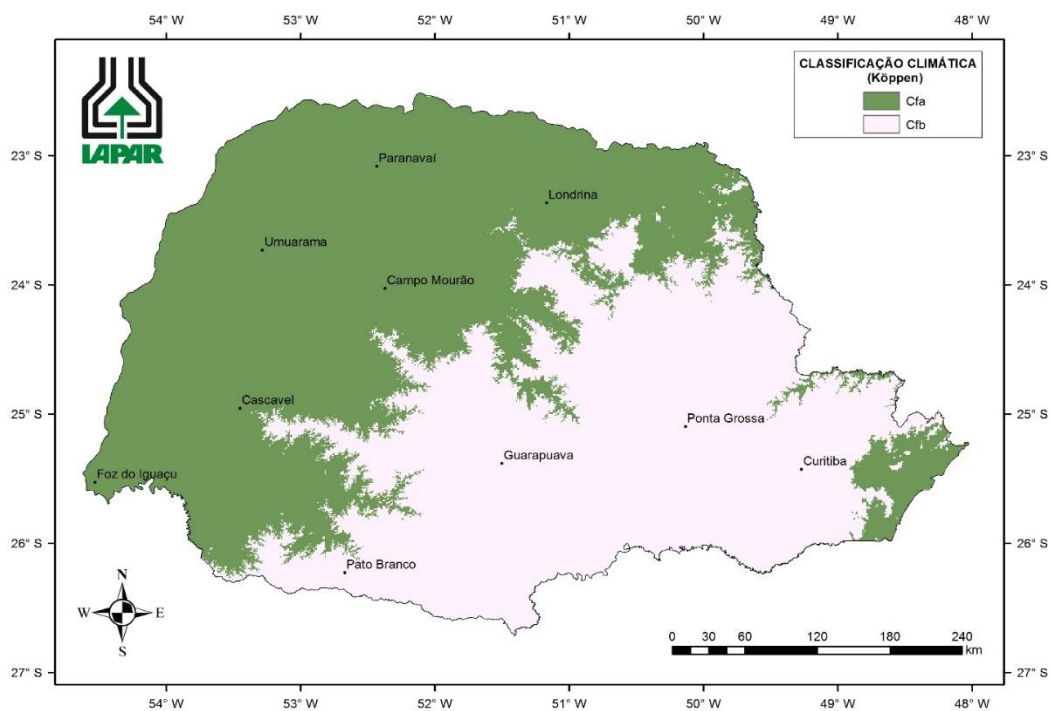 54° W 53° W 52° W 51° W 50° W 49° W 48° W
IAPAR
CLASSIFICAÇÃO CLIMÁTICA
(Köppen)
Cfa
Cfb
23° S
23° S
Paranavaí
Londrina
Umuarama
24° S
Campo Mourão
24° S
Cascavel
25° S
Ponta Grossa
25° S
Guarapuava
Curitiba
Foz do Iguaçu
26° S
26° S
Pato Branco
N
W E
S
0 30 60 120 180 240
km
27° S
27° S
54° W 53° W 52° W 51° W 50° W 49° W 48° W